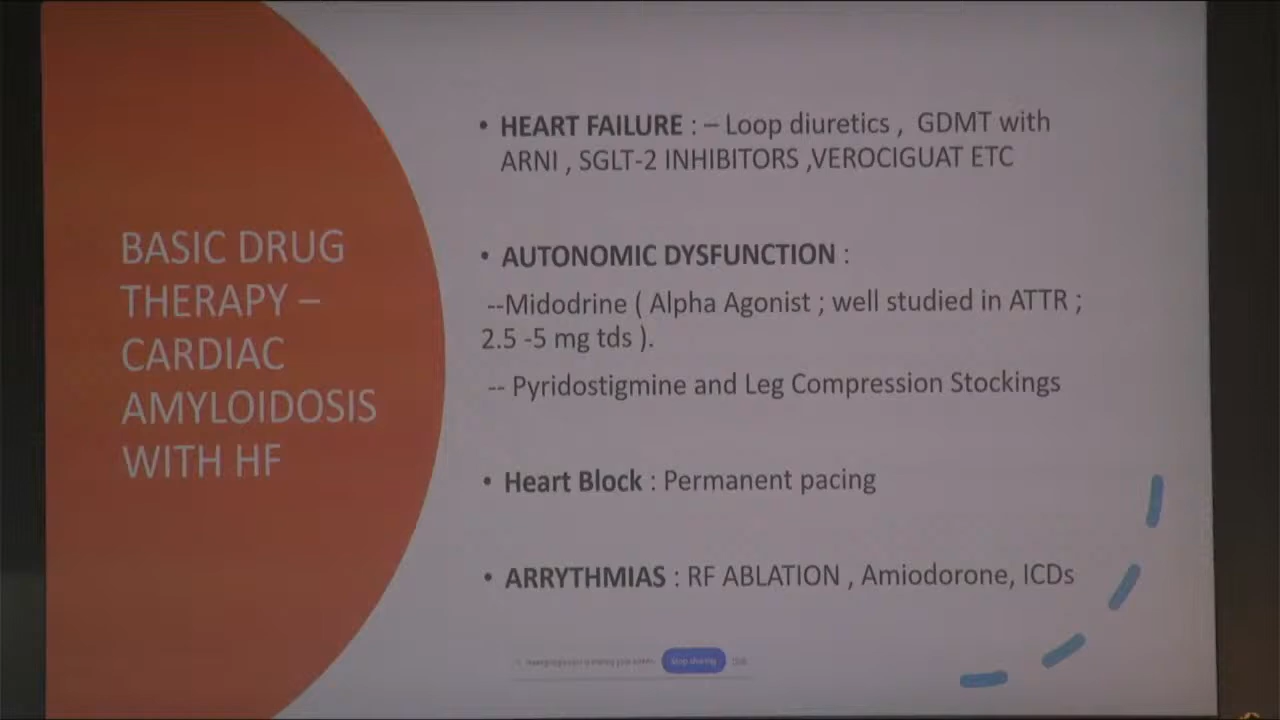 BASIC DRUG
THERAPY –
CARDIAC
AMYLOIDOSIS
WITH HF
• HEART FAILURE : – Loop diuretics , GDMT with
ARNI , SGLT-2 INHIBITORS ,VEROCIGUAT ETC
• AUTONOMIC DYSFUNCTION :
--Midodrine ( Alpha Agonist ; well studied in ATTR ;
2.5 -5 mg tds ).
-- Pyridostigmine and Leg Compression Stockings
• Heart Block : Permanent pacing
• ARRYTHMIAS : RF ABLATION , Amiodorone, ICDs
Stop sharing